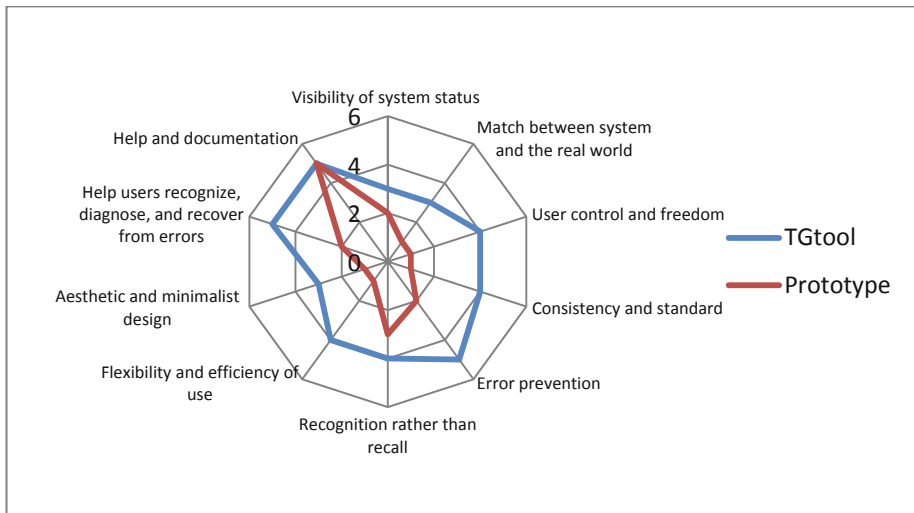 Visibility of system status
6
Match between system
and the real world
Help and documentation
4
Help users recognize,
diagnose, and recover
from errors
2
User control and freedom
TGtool
0
Prototype
Aesthetic and minimalist
design
Consistency and standard
Flexibility and efficiency of
use
Error prevention
Recognition rather than
recall